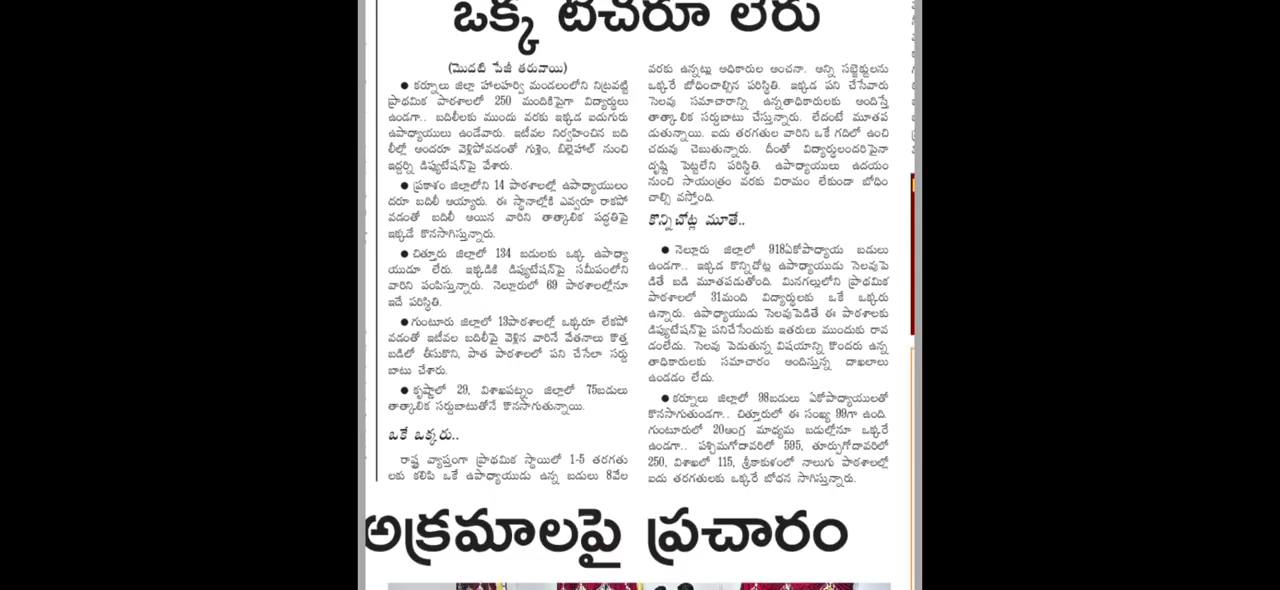 ఒక్క టీచరూ లేరు
(మొదటి పేజీ తరువాయి)
● కర్నూలు జిల్లా హాలహర్వి మండలంలోని నిట్రవట్టి
ప్రాథమిక పాఠశాలలో 250 మందికిపైగా విద్యార్థులు
ఉండగా.. బదిలీలకు ముందు వరకు ఇక్కడ ఐదుగురు
ఉపాధ్యాయులు ఉండేవారు. ఇటీవల నిర్వహించిన బది
లీల్లో అందరూ వెళ్లిపోవడంతో గుళ్లెం, బిల్లెహాల్ నుంచి
ఇద్దర్ని డిప్యుటేషన్‌పై వేశారు.
● ప్రకాశం జిల్లాలోని 14 పాఠశాలల్లో ఉపాధ్యాయులం
దరూ బదిలీ అయ్యారు. ఈ స్థానాల్లోకి ఎవ్వరూ రాకపో
వడంతో బదిలీ అయిన వారిని తాత్కాలిక పద్ధతిపై
ఇక్కడే కొనసాగిస్తున్నారు.
● చిత్తూరు జిల్లాలో 134 బడులకు ఒక్క ఉపాధ్యా
యుడూ లేరు. ఇక్కడికి డిప్యుటేషన్‌పై సమీపంలోని
వారిని పంపిస్తున్నారు. నెల్లూరులో 69 పాఠశాలల్లోనూ
ఇదే పరిస్థితి.
● గుంటూరు జిల్లాలో 13పాఠశాలల్లో ఒక్కరూ లేకపో
వడంతో ఇటీవల బదిలీపై వెళ్లిన వారినే వేతనాలు కొత్త
బడిలో తీసుకొని, పాత పాఠశాలలో పని చేసేలా సర్దు
బాటు చేశారు.
● కృష్ణాలో 29, విశాఖపట్నం జిల్లాలో 75బడులు
తాత్కాలిక సర్దుబాటుతోనే కొనసాగుతున్నాయి.
ఒకే ఒక్కరు..
రాష్ట్ర వ్యాప్తంగా ప్రాథమిక స్థాయిలో 1-5 తరగతు
లకు కలిపి ఒకే ఉపాధ్యాయుడు ఉన్న బడులు 8వేల
వరకు ఉన్నట్లు అధికారుల అంచనా. అన్ని సబ్జెక్టులను
ఒక్కరే బోధించాల్సిన పరిస్థితి. ఇక్కడ పని చేసేవారు
సెలవు సమాచారాన్ని ఉన్నతాధికారులకు అందిస్తే
తాత్కాలిక సర్దుబాటు చేస్తున్నారు. లేదంటే మూతప
డుతున్నాయి. ఐదు తరగతుల వారిని ఒకే గదిలో ఉంచి
చదువు చెబుతున్నారు. దీంతో విద్యార్థులందరిపైనా
దృష్టి పెట్టలేని పరిస్థితి. ఉపాధ్యాయులు ఉదయం
నుంచి సాయంత్రం వరకు విరామం లేకుండా బోధిం
చాల్సి వస్తోంది.
కొన్నిచోట్ల మూతే..
● నెల్లూరు జిల్లాలో 918ఏకోపాధ్యాయ బడులు
ఉండగా.. ఇక్కడ కొన్నిచోట్ల ఉపాధ్యాయుడు సెలవుపె
డితే బడి మూతపడుతోంది. మినగల్లులోని ప్రాథమిక
పాఠశాలలో 31మంది విద్యార్థులకు ఒకే ఒక్కరు
ఉన్నారు. ఉపాధ్యాయుడు సెలవుపెడితే ఈ పాఠశాలకు
డిప్యుటేషన్‌పై పనిచేసేందుకు ఇతరులు ముందుకు రావ
డంలేదు. సెలవు పెడుతున్న విషయాన్ని కొందరు ఉన్న
తాధికారులకు సమాచారం అందిస్తున్న దాఖలాలు
ఉండడం లేదు.
● కర్నూలు జిల్లాలో 98బడులు ఏకోపాధ్యాయులతో
కొనసాగుతుండగా.. చిత్తూరులో ఈ సంఖ్య 99గా ఉంది.
గుంటూరులో 20ఆంగ్ల మాధ్యమ బడుల్లోనూ ఒక్కరే
ఉండగా.. పశ్చిమగోదావరిలో 595, తూర్పుగోదావరిలో
250, విశాఖలో 115, శ్రీకాకుళంలో నాలుగు పాఠశాలల్లో
ఐదు తరగతులకు ఒక్కరే బోధన సాగిస్తున్నారు.
అక్రమాలపై ప్రచారం